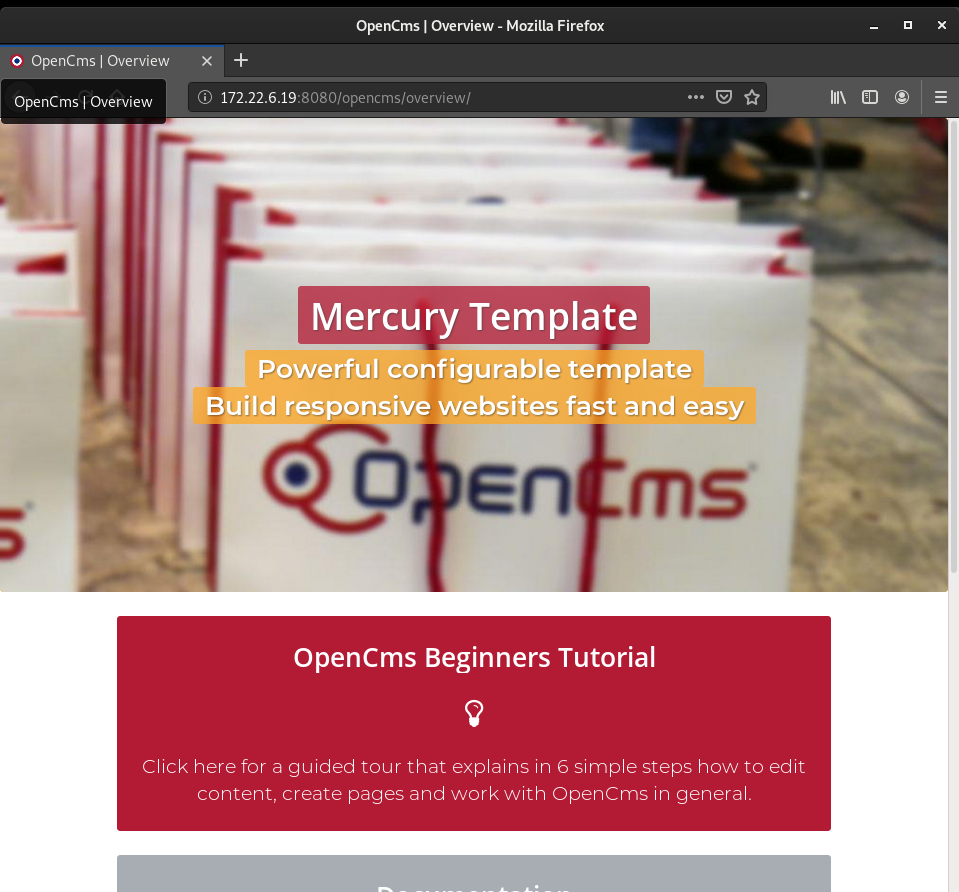 OpenCms | Overview - Mozilla Firefox
OpenCms | Overview
OpenCms | Overview
172.22.6.19:8080/opencms/overview/
Mercury Template
Powerful configurable template
Build responsive websites fast and easy
OpenCms
s
OpenCms Beginners Tutorial
Click here for a guided tour that explains in 6 simple steps how to edit
content, create pages and work with OpenCms in general.
Documentation